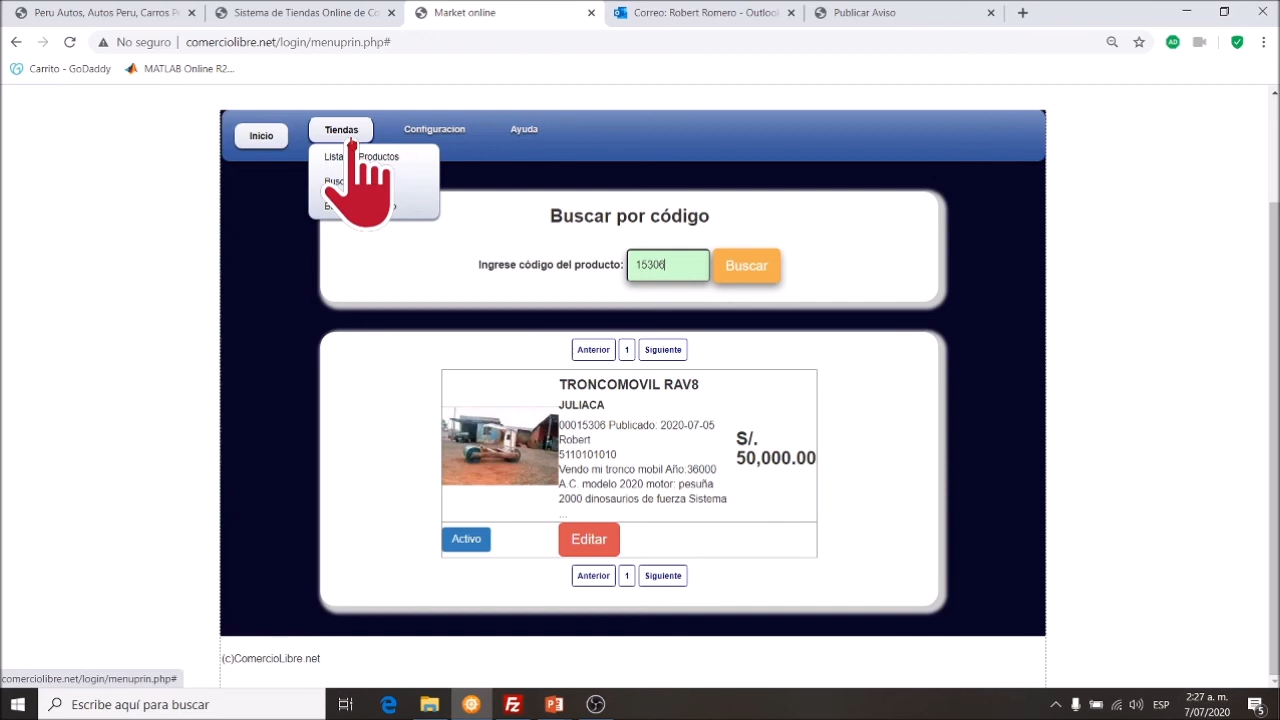 Peru Autos, Autos Peru, Carros P
Sistema de Tiendas Online de Co
Market online
Correo: Robert Romero - Outlook
Publicar Aviso
No seguro
comerciolibre.net/login/menuprin.php#
Carrito - GoDaddy
MATLAB Online R2...
Inicio
Tiendas
Configuracion
Ayuda
Productos
Buscar por código
Ingrese código del producto:
15306
Buscar
Anterior
1
Siguiente
TRONCOMOVIL RAV8
JULIACA
00015306 Publicado: 2020-07-05
Robert
5110101010
Vendo mi tronco mobil Año:36000
A.C. modelo 2020 motor: pesuña
2000 dinosaurios de fuerza Sistema
...
S/.
50,000.00
Activo
Editar
Anterior
1
Siguiente
(c)ComercioLibre.net
comerciolibre.net/login/menuprin.php#
Escribe aquí para buscar
ESP
2:27 a. m.
7/07/2020
5